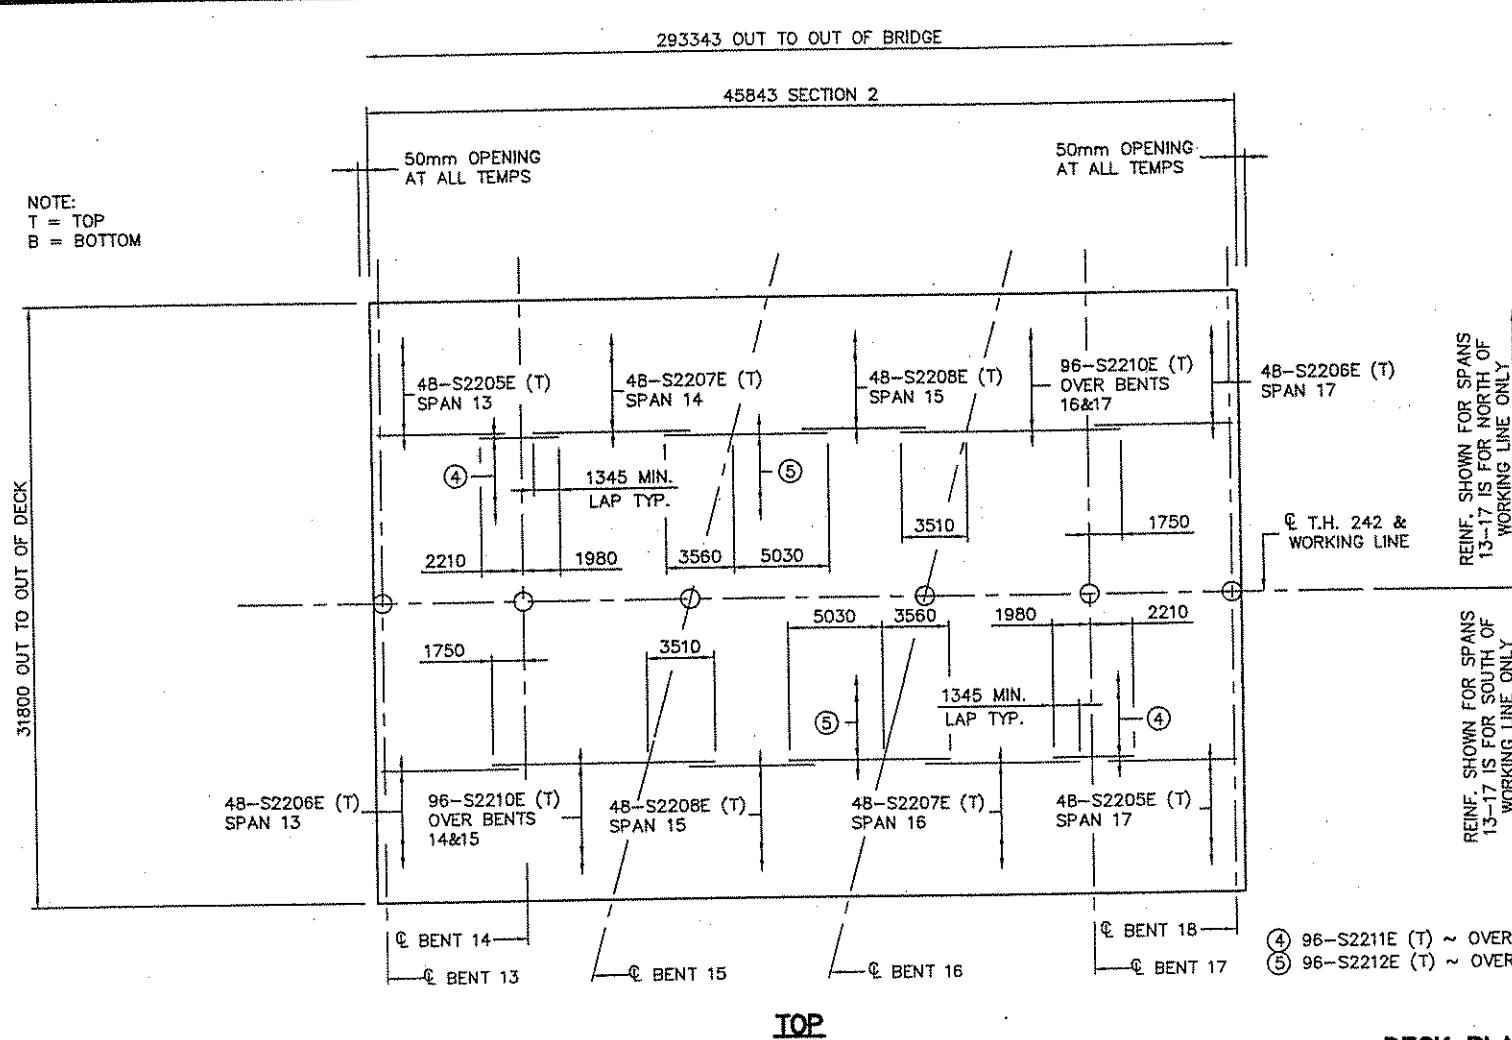 293343 OUT TO OUT OF BRIDGE
45843 SECTION 2
50mm OPENING
AT ALL TEMPS
50mm OPENING
AT ALL TEMPS
NOTE:
T = TOP
B = BOTTOM
31800 OUT TO OUT OF DECK
48-S2205E (T)
SPAN 13
48-S2207E (T)
SPAN 14
48-S2208E (T)
SPAN 15
96-S2210E (T)
OVER BENTS
16&17
48-S2206E (T)
SPAN 17
REINF. SHOWN FOR SPANS
13-17 IS FOR NORTH OF
WORKING LINE ONLY
4
1345 MIN.
LAP TYP.
5
3510
1750
℄ T.H. 242 &
WORKING LINE
2210
1980
3560
5030
5030
3560
1980
2210
1750
3510
5
1345 MIN.
LAP TYP.
4
REINF. SHOWN FOR SPANS
13-17 IS FOR SOUTH OF
WORKING LINE ONLY
48-S2206E (T)
SPAN 13
96-S2210E (T)
OVER BENTS
14&15
48-S2208E (T)
SPAN 15
48-S2207E (T)
SPAN 16
48-S2205E (T)
SPAN 17
℄ BENT 14
℄ BENT 13
℄ BENT 15
℄ BENT 16
℄ BENT 18
℄ BENT 17
4 96-S2211E (T) ~ OVER
5 96-S2212E (T) ~ OVER
TOP